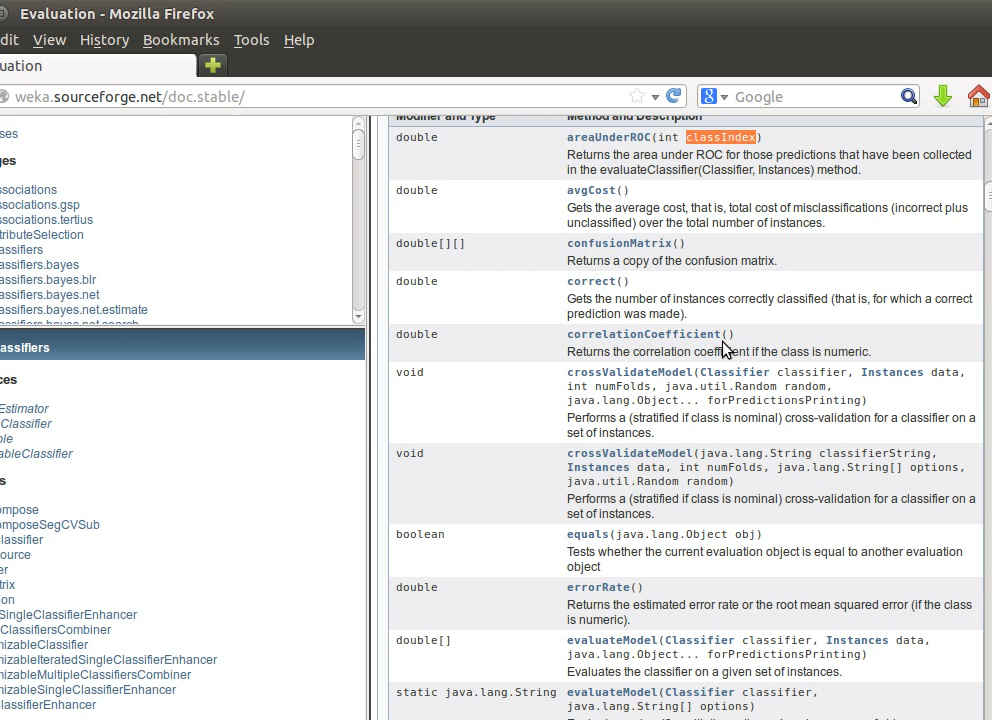 Evaluation - Mozilla Firefox
dit View History Bookmarks Tools Help
uation
weka.sourceforge.net/doc.stable/
Google
ses
ges
ssociations
ssociations.gsp
ssociations.tertius
tributeSelection
assifiers
assifiers.bayes
assifiers.bayes.blr
assifiers.bayes.net
assifiers.bayes.net.estimate
assifiers.bayes.net.search
assifiers
ces
Estimator
Classifier
ble
ableClassifier
s
ompose
omposeSegCVSub
lassifier
ource
er
trix
ion
SingleClassifierEnhancer
ClassifiersCombiner
mizableClassifier
mizableIteratedSingleClassifierEnhancer
mizableMultipleClassifiersCombiner
mizableSingleClassifierEnhancer
lassifierEnhancer
Modifier and Type Method and Description
double areaUnderROC(int classIndex)
Returns the area under ROC for those predictions that have been collected
in the evaluateClassifier(Classifier, Instances) method.
double avgCost()
Gets the average cost, that is, total cost of misclassifications (incorrect plus
unclassified) over the total number of instances.
double[][] confusionMatrix()
Returns a copy of the confusion matrix.
double correct()
Gets the number of instances correctly classified (that is, for which a correct
prediction was made).
double correlationCoefficient()
Returns the correlation coefficient if the class is numeric.
void crossValidateModel(Classifier classifier, Instances data,
int numFolds, java.util.Random random,
java.lang.Object... forPredictionsPrinting)
Performs a (stratified if class is nominal) cross-validation for a classifier on a
set of instances.
void crossValidateModel(java.lang.String classifierString,
Instances data, int numFolds, java.lang.String[] options,
java.util.Random random)
Performs a (stratified if class is nominal) cross-validation for a classifier on a
set of instances.
boolean equals(java.lang.Object obj)
Tests whether the current evaluation object is equal to another evaluation
object
double errorRate()
Returns the estimated error rate or the root mean squared error (if the class
is numeric).
double[] evaluateModel(Classifier classifier, Instances data,
java.lang.Object... forPredictionsPrinting)
Evaluates the classifier on a given set of instances.
static java.lang.String evaluateModel(Classifier classifier,
java.lang.String[] options)